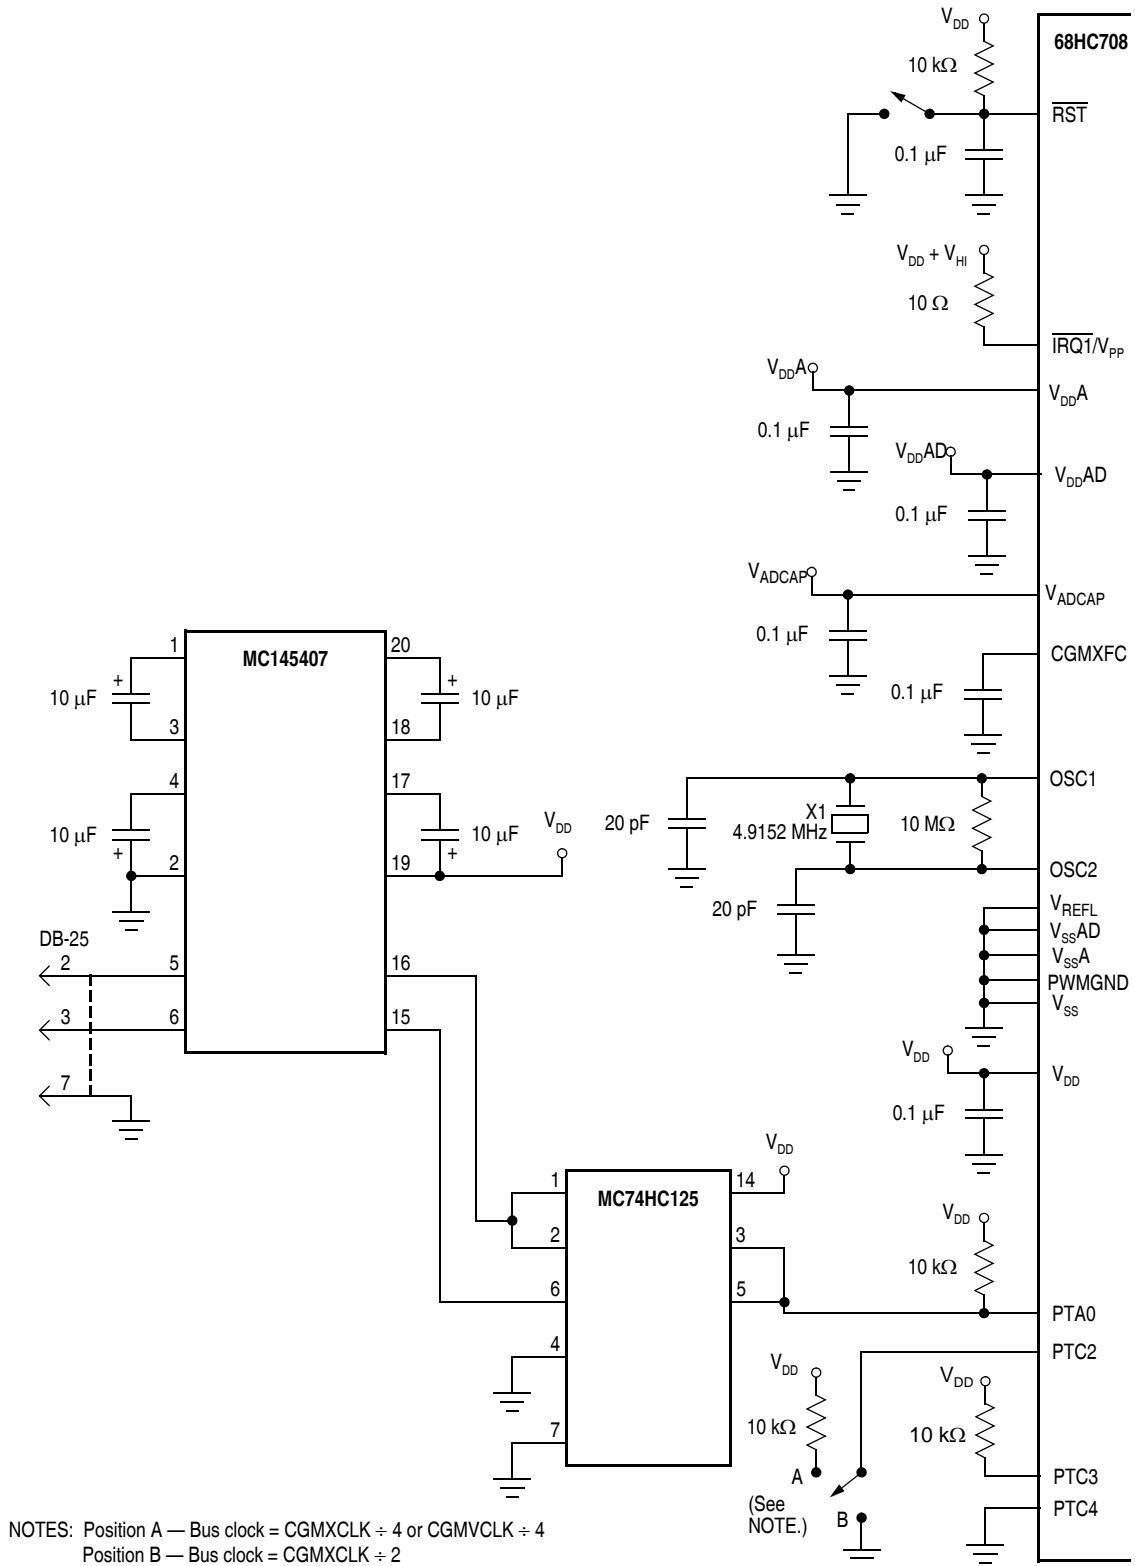 V_DD
68HC708
10 kΩ
RST
0.1 µF
V_DD + V_HI
10 Ω
IRQ1/V_PP
V_DDA
V_DDA
0.1 µF
V_DDAD
V_DDAD
0.1 µF
V_ADCAP
V_ADCAP
0.1 µF
CGMXFC
0.1 µF
MC145407
1
20
+
10 µF
+
10 µF
3
18
4
17
10 µF
+
10 µF
+
V_DD
2
19
OSC1
20 pF
X1
4.9152 MHz
10 MΩ
OSC2
20 pF
V_REFL
V_SSAD
V_SSA
PWMGND
V_SS
DB-25
2
5
16
3
6
15
7
V_DD
V_DD
0.1 µF
MC74HC125
1
14
V_DD
2
3
6
5
4
7
V_DD
10 kΩ
PTA0
PTC2
V_DD
10 kΩ
V_DD
10 kΩ
A
(See
NOTE.)
B
PTC3
PTC4
NOTES: Position A — Bus clock = CGMXCLK ÷ 4 or CGMVCLK ÷ 4
Position B — Bus clock = CGMXCLK ÷ 2